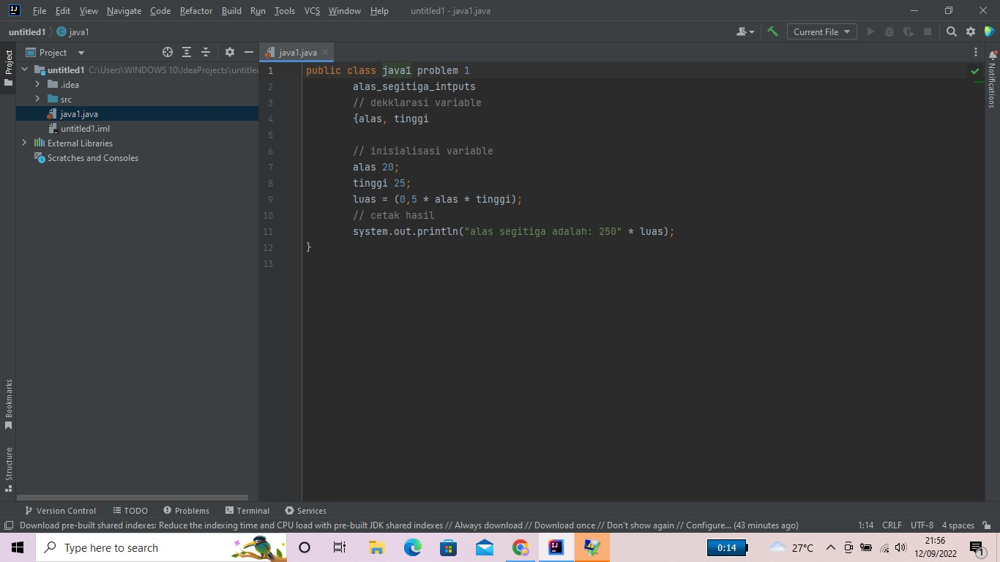 File Edit View Navigate Code Refactor Build Run Tools VCS Window Help untitled1 - java1.java
untitled1 java1 Current File
Project
Project
java1.java
Notifications
untitled1 C:\Users\WINDOWS 10\IdeaProjects\untitled
.idea
src
java1.java
untitled1.iml
External Libraries
Scratches and Consoles
1 public class java1 problem 1
2 alas_segitiga_intputs
3 // dekklarasi variable
4 {alas, tinggi
5
6 // inisialisasi variable
7 alas 20;
8 tinggi 25;
9 luas = (0,5 * alas * tinggi);
10 // cetak hasil
11 system.out.println("alas segitiga adalah: 250" * luas);
12 }
13
Bookmarks
Structure
Version Control TODO Problems Terminal Services
Download pre-built shared indexes: Reduce the indexing time and CPU load with pre-built JDK shared indexes // Always download // Download once // Don't show again // Configure... (43 minutes ago) 1:14 CRLF UTF-8 4 spaces
Type here to search 0:14 27°C 21:56
12/09/2022 1